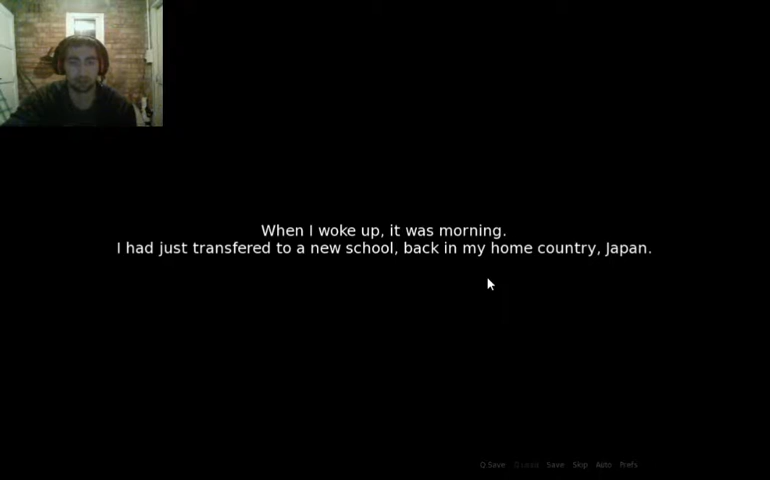 When I woke up, it was morning.
I had just transfered to a new school, back in my home country, Japan.
Q.Save Save Skip Auto Prefs